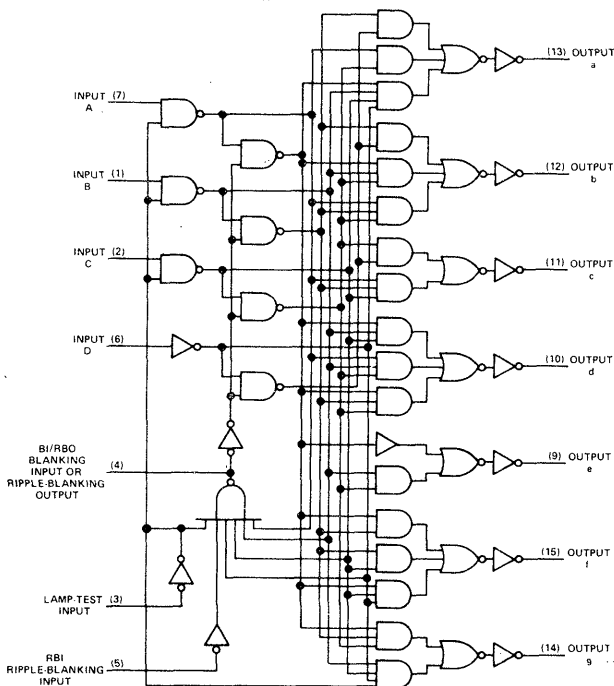 (13) OUTPUT
a
INPUT (7)
A
INPUT (1)
B
(12) OUTPUT
b
INPUT (2)
C
(11) OUTPUT
c
INPUT (6)
D
(10) OUTPUT
d
BI/RBO
BLANKING
INPUT OR
RIPPLE-BLANKING
OUTPUT
(4)
(9) OUTPUT
e
(15) OUTPUT
f
LAMP-TEST
INPUT
(3)
RBI
RIPPLE-BLANKING
INPUT
(5)
(14) OUTPUT
g